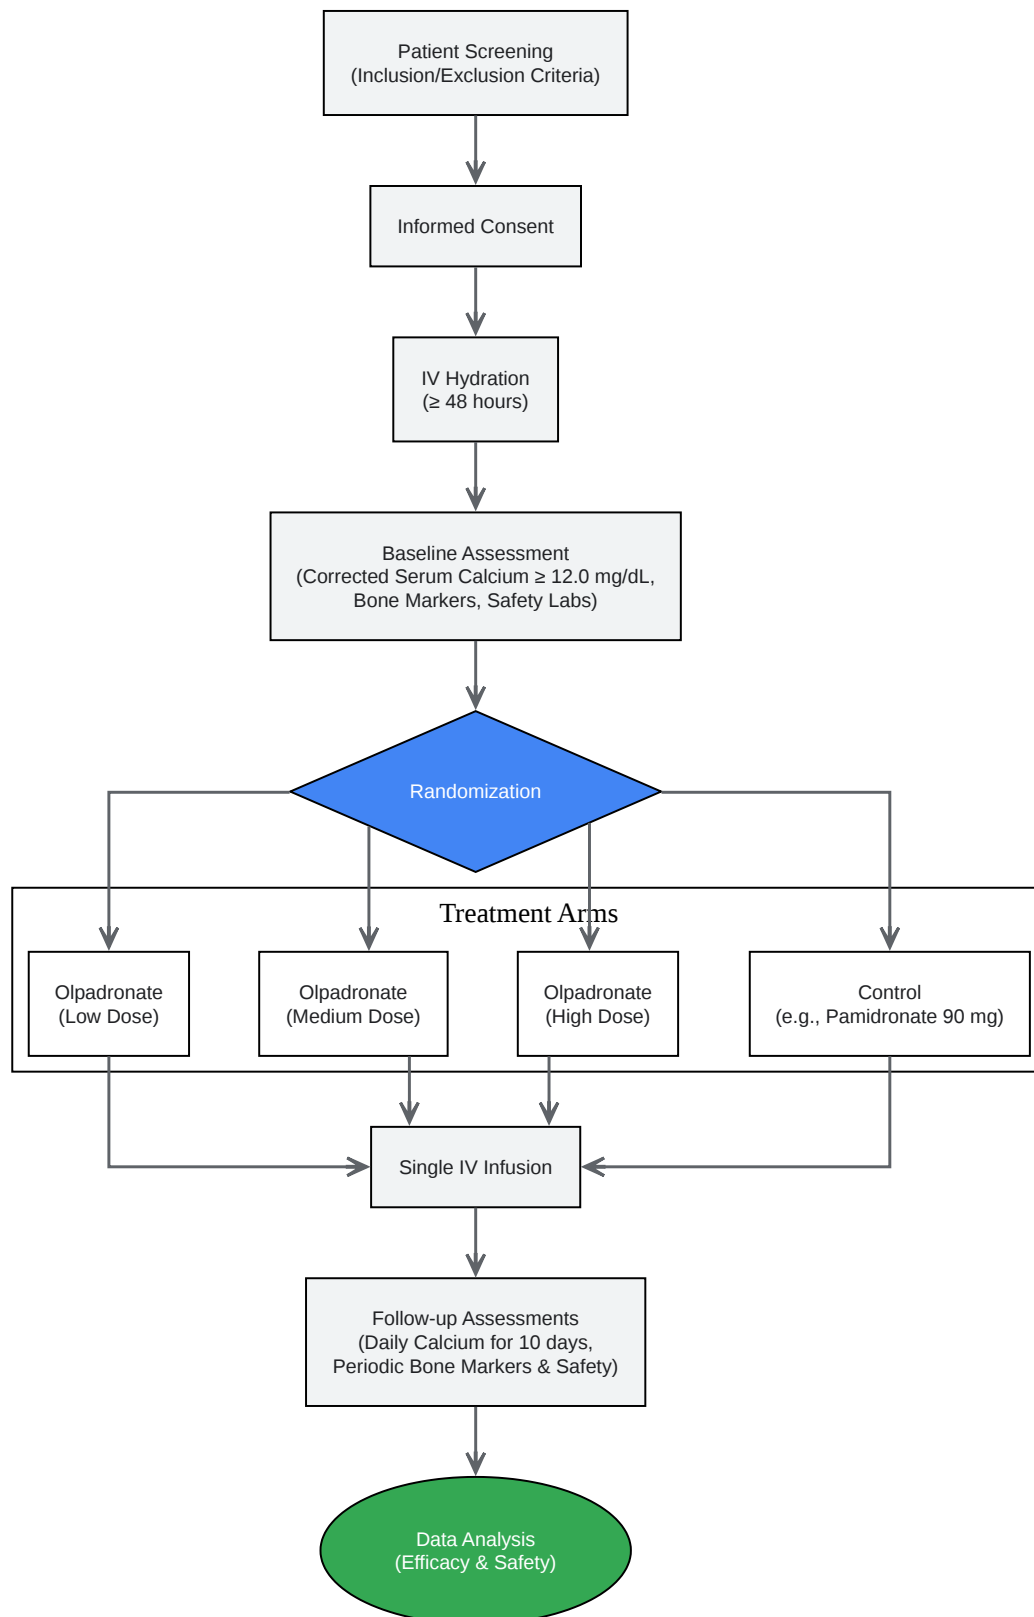 Patient Screening
(Inclusion/Exclusion Criteria)
Informed Consent
IV Hydration
(≥ 48 hours)
Baseline Assessment
(Corrected Serum Calcium ≥ 12.0 mg/dL,
Bone Markers, Safety Labs)
Randomization
Treatment Arms
Olpadronate
(Low Dose)
Olpadronate
(Medium Dose)
Olpadronate
(High Dose)
Control
(e.g., Pamidronate 90 mg)
Single IV Infusion
Follow-up Assessments
(Daily Calcium for 10 days,
Periodic Bone Markers & Safety)
Data Analysis
(Efficacy & Safety)